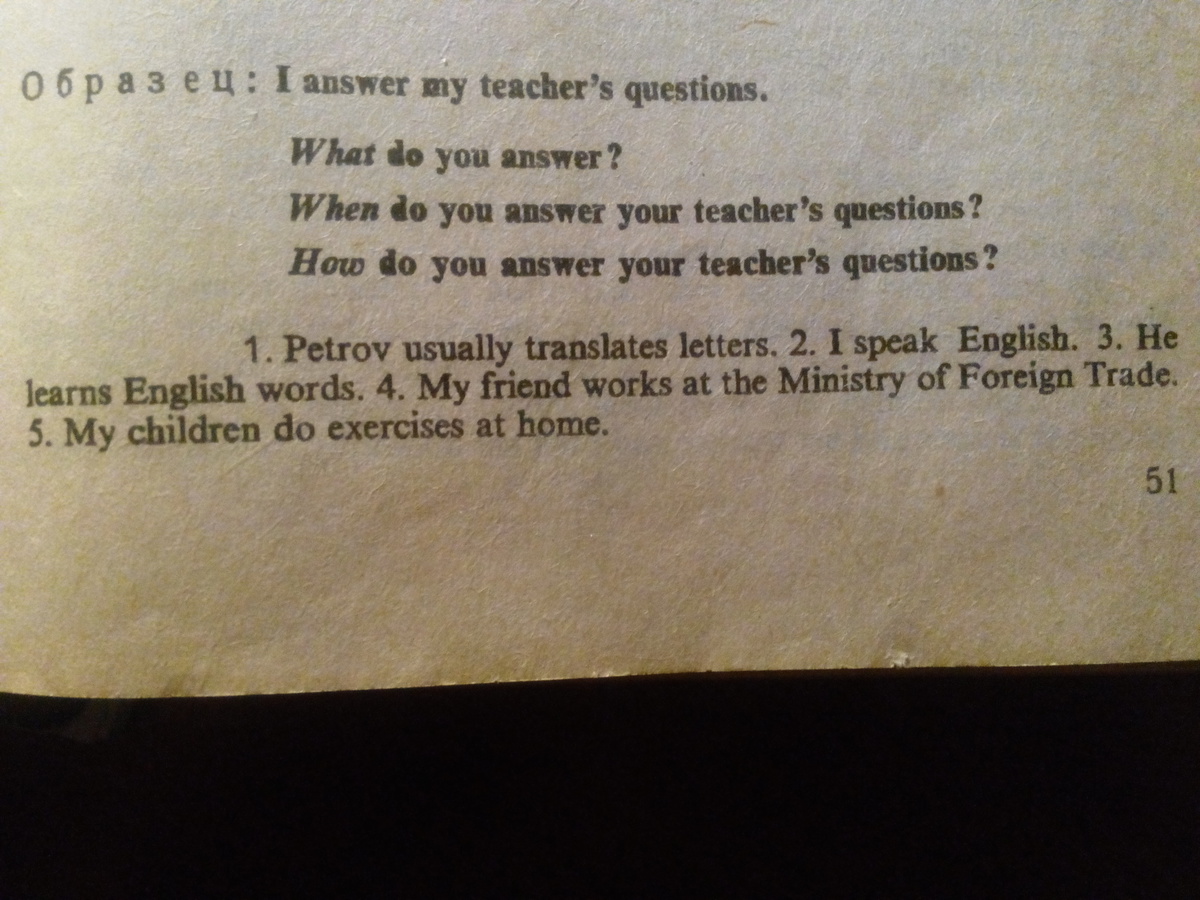 Образец: I answer my teacher's questions.
What do you answer?
When do you answer your teacher's questions?
How do you answer your teacher's questions?
1. Petrov usually translates letters. 2. I speak English. 3. He
learns English words. 4. My friend works at the Ministry of Foreign Trade.
5. My children do exercises at home.
51